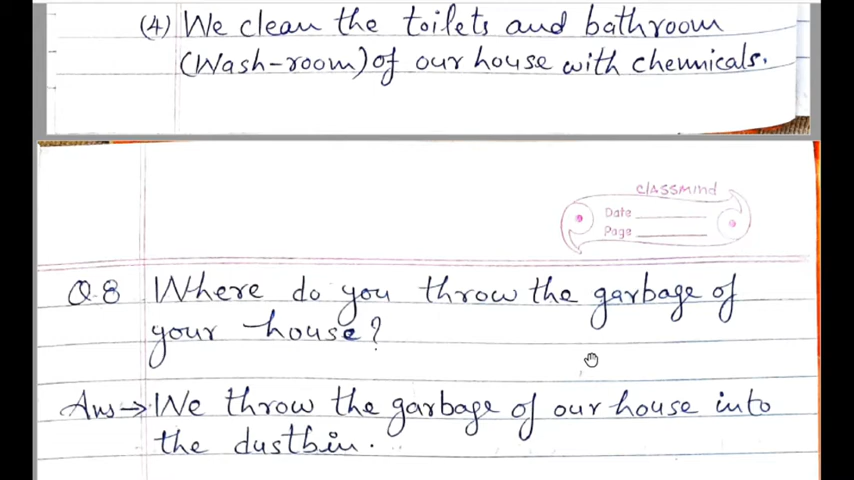 (4) We clean the toilets and bathroom
(Wash-room) of our house with chemicals.
CLASSMIND
Date
Page
Q.8 Where do you throw the garbage of
your house?
Ans → We throw the garbage of our house into
the dustbin.